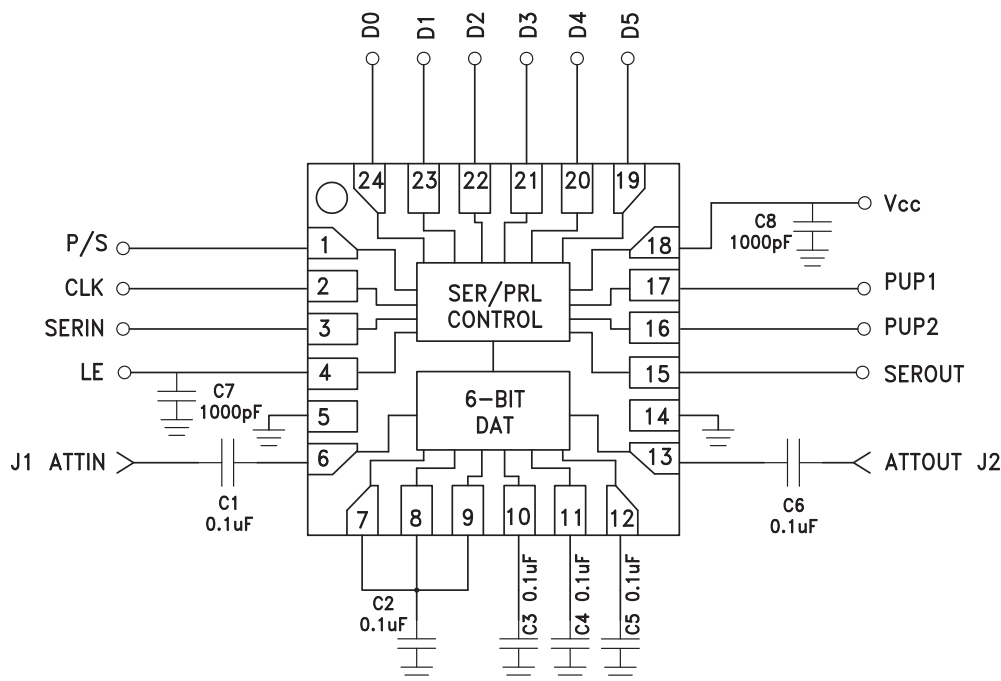 D0
D1
D2
D3
D4
D5
24
23
22
21
20
19
P/S
1
18
C8
1000pF
Vcc
CLK
2
SER/PRL
CONTROL
17
PUP1
SERIN
3
16
PUP2
LE
4
15
SEROUT
C7
1000pF
5
6-BIT
DAT
14
J1 ATTIN
6
13
ATTOUT J2
C1
0.1uF
C6
0.1uF
7
8
9
10
11
12
C2
0.1uF
C3 0.1uF
C4 0.1uF
C5 0.1uF